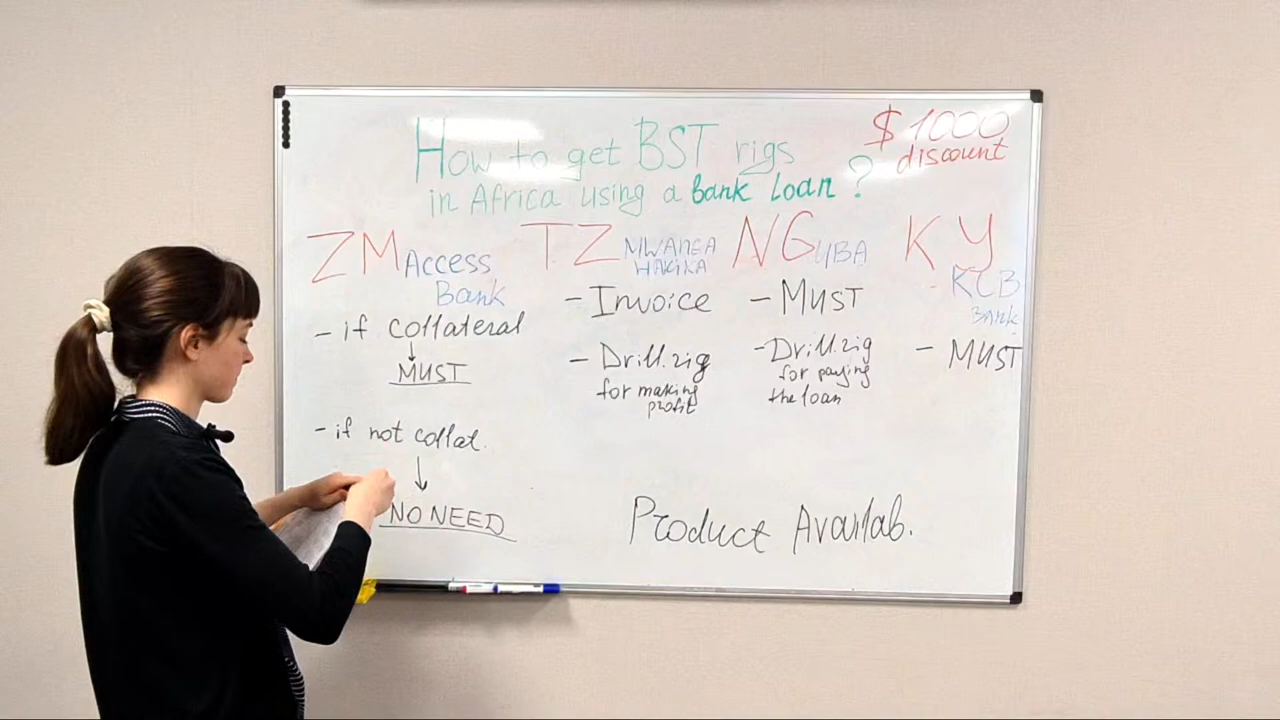 How to get BST rigs
in Africa using a bank loan?
$1000
discount
ZM Access
Bank
- if collateral
↓
MUST
- if not collat.
↓
NO NEED
TZ MWANGA
HAKIKA
- Invoice
- Drill.rig
for making
profit
NG UBA
- MUST
- Drill.rig
for paying
the loan
KY
KCB
BANK
- MUST
Product Availab.